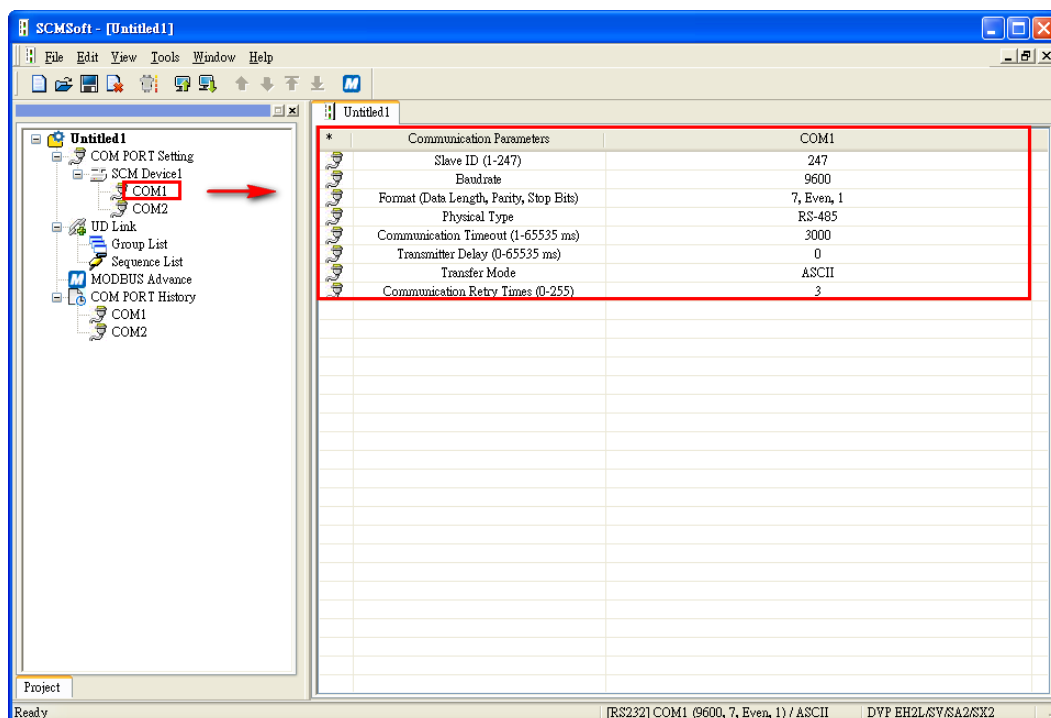 SCMSoft - [Untitled1]
File Edit View Tools Window Help
Untitled1
COM PORT Setting
SCM Device1
COM1
COM2
UD Link
Group List
Sequence List
MODBUS Advance
COM PORT History
COM1
COM2
Project
Untitled1
* Communication Parameters COM1
Slave ID (1-247) 247
Baudrate 9600
Format (Data Length, Parity, Stop Bits) 7, Even, 1
Physical Type RS-485
Communication Timeout (1-65535 ms) 3000
Transmitter Delay (0-65535 ms) 0
Transfer Mode ASCII
Communication Retry Times (0-255) 3
Ready [RS232] COM1 (9600, 7, Even, 1) / ASCII DVP EH2L/SV/SA2/SX2